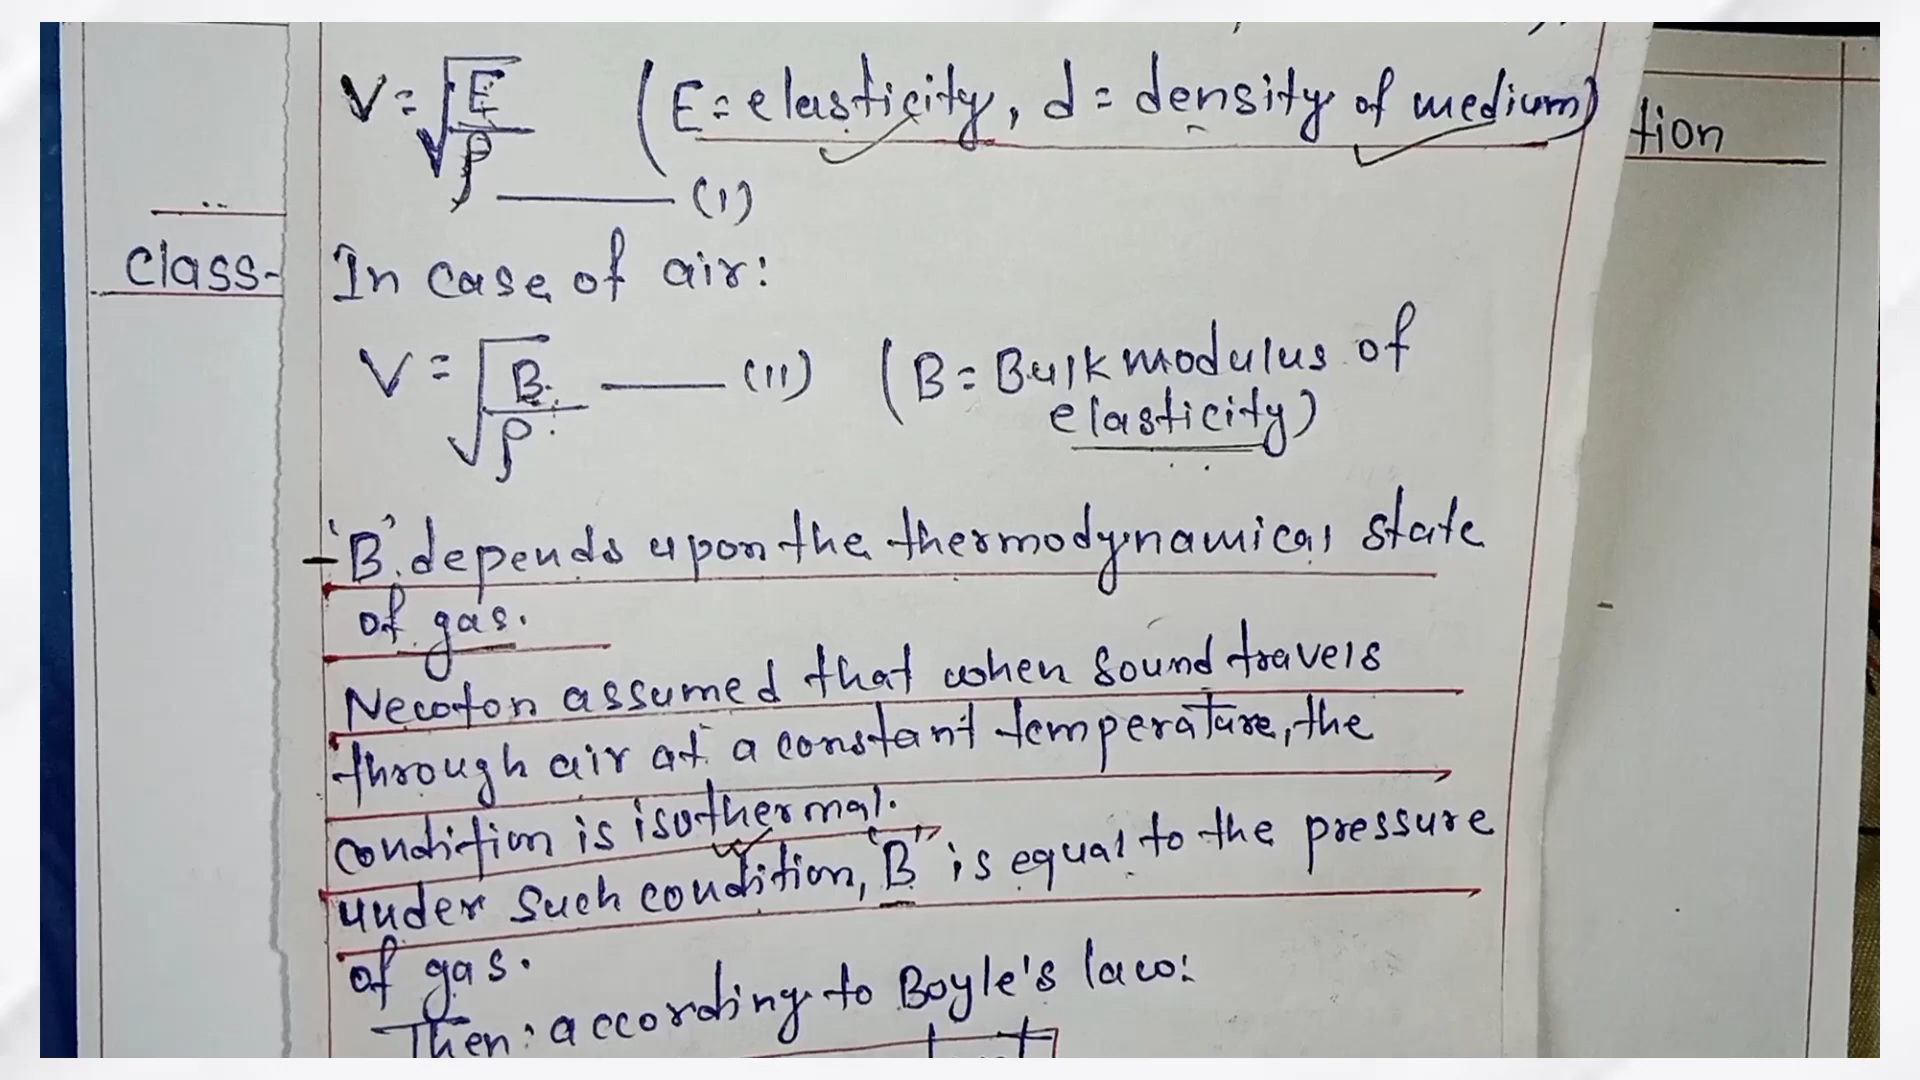 V = √E/ρ (E = elasticity, d = density of medium)
(I)
In case of air:
V = √B/ρ (II) (B = Bulk modulus of
elasticity)
- 'B' depends upon the thermodynamical state
of gas.
Newton assumed that when sound travels
through air at a constant temperature, the
condition is isothermal.
under such condition, "B" is equal to the pressure
of gas.
Then: according to Boyle's law:
class-
tion